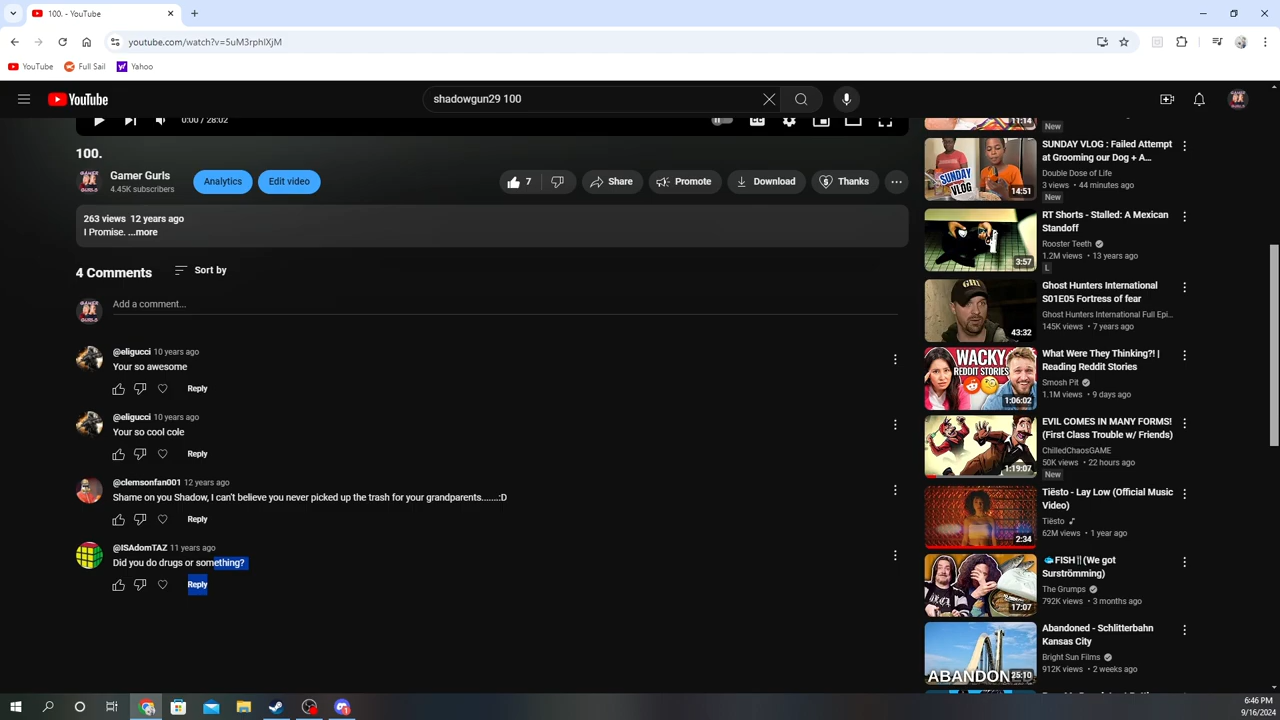 100. - YouTube
youtube.com/watch?v=5uM3rphlXjM
YouTube
Full Sail
Yahoo
YouTube
shadowgun29 100
0:00 / 28:02
100.
Gamer Gurls
4.45K subscribers
Analytics
Edit video
7
Share
Promote
Download
Thanks
263 views 12 years ago
I Promise. ...more
4 Comments
Sort by
Add a comment...
@eligucci 10 years ago
Your so awesome
Reply
@eligucci 10 years ago
Your so cool cole
Reply
@clemsonfan001 12 years ago
Shame on you Shadow, I can't believe you never picked up the trash for your grandparents.......:D
Reply
@ISAdomTAZ 11 years ago
Did you do drugs or something?
Reply
11:14
New
SUNDAY VLOG : Failed Attempt
at Grooming our Dog + A...
Double Dose of Life
3 views • 44 minutes ago
New
SUNDAY
VLOG
14:51
RT Shorts - Stalled: A Mexican
Standoff
Rooster Teeth
1.2M views • 13 years ago
L
3:57
Ghost Hunters International
S01E05 Fortress of fear
Ghost Hunters International Full Epi...
145K views • 7 years ago
GHI
43:32
What Were They Thinking?! |
Reading Reddit Stories
Smosh Pit
1.1M views • 9 days ago
WACKY
REDDIT STORIES
1:06:02
EVIL COMES IN MANY FORMS!
(First Class Trouble w/ Friends)
ChilledChaosGAME
50K views • 22 hours ago
New
1:19:07
Tiësto - Lay Low (Official Music
Video)
Tiësto
62M views • 1 year ago
2:34
🐟FISH‼(We got
Surströmming)
The Grumps
792K views • 3 months ago
17:07
Abandoned - Schlitterbahn
Kansas City
Bright Sun Films
912K views • 2 weeks ago
ABANDON
25:10
6:46 PM
9/16/2024